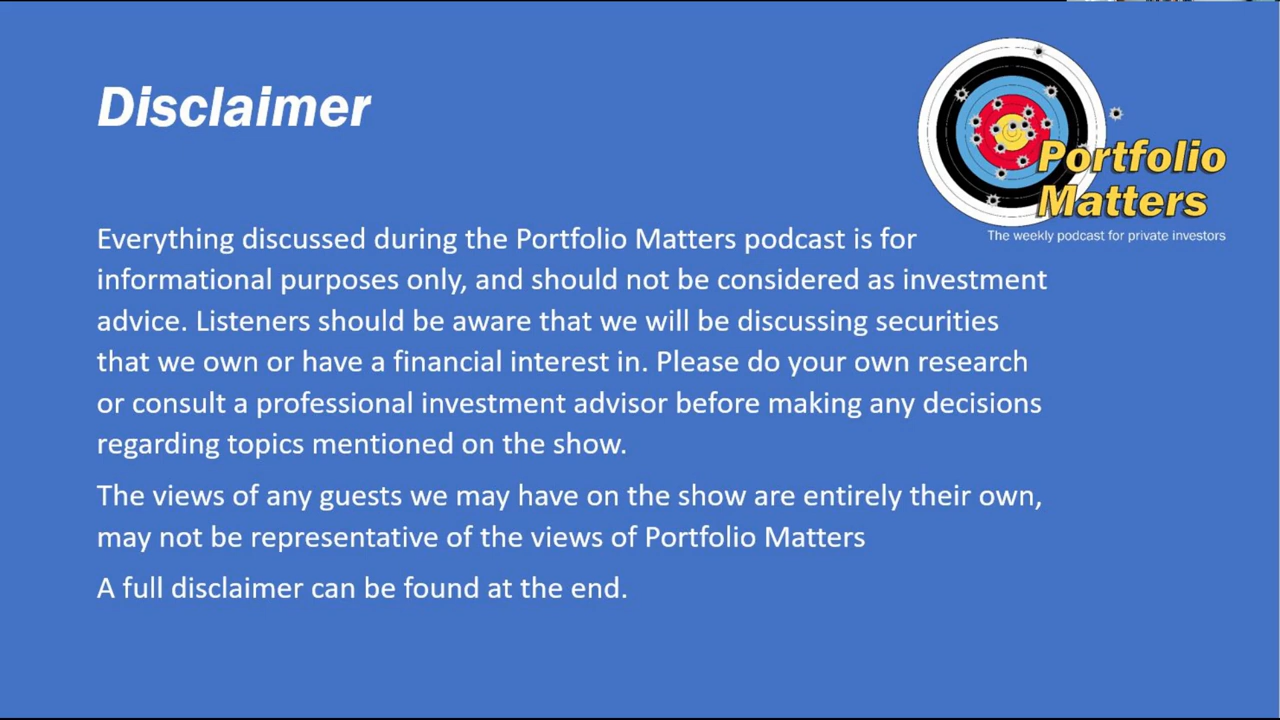 Disclaimer
Portfolio
Matters
The weekly podcast for private investors
Everything discussed during the Portfolio Matters podcast is for
informational purposes only, and should not be considered as investment
advice. Listeners should be aware that we will be discussing securities
that we own or have a financial interest in. Please do your own research
or consult a professional investment advisor before making any decisions
regarding topics mentioned on the show.
The views of any guests we may have on the show are entirely their own,
may not be representative of the views of Portfolio Matters
A full disclaimer can be found at the end.